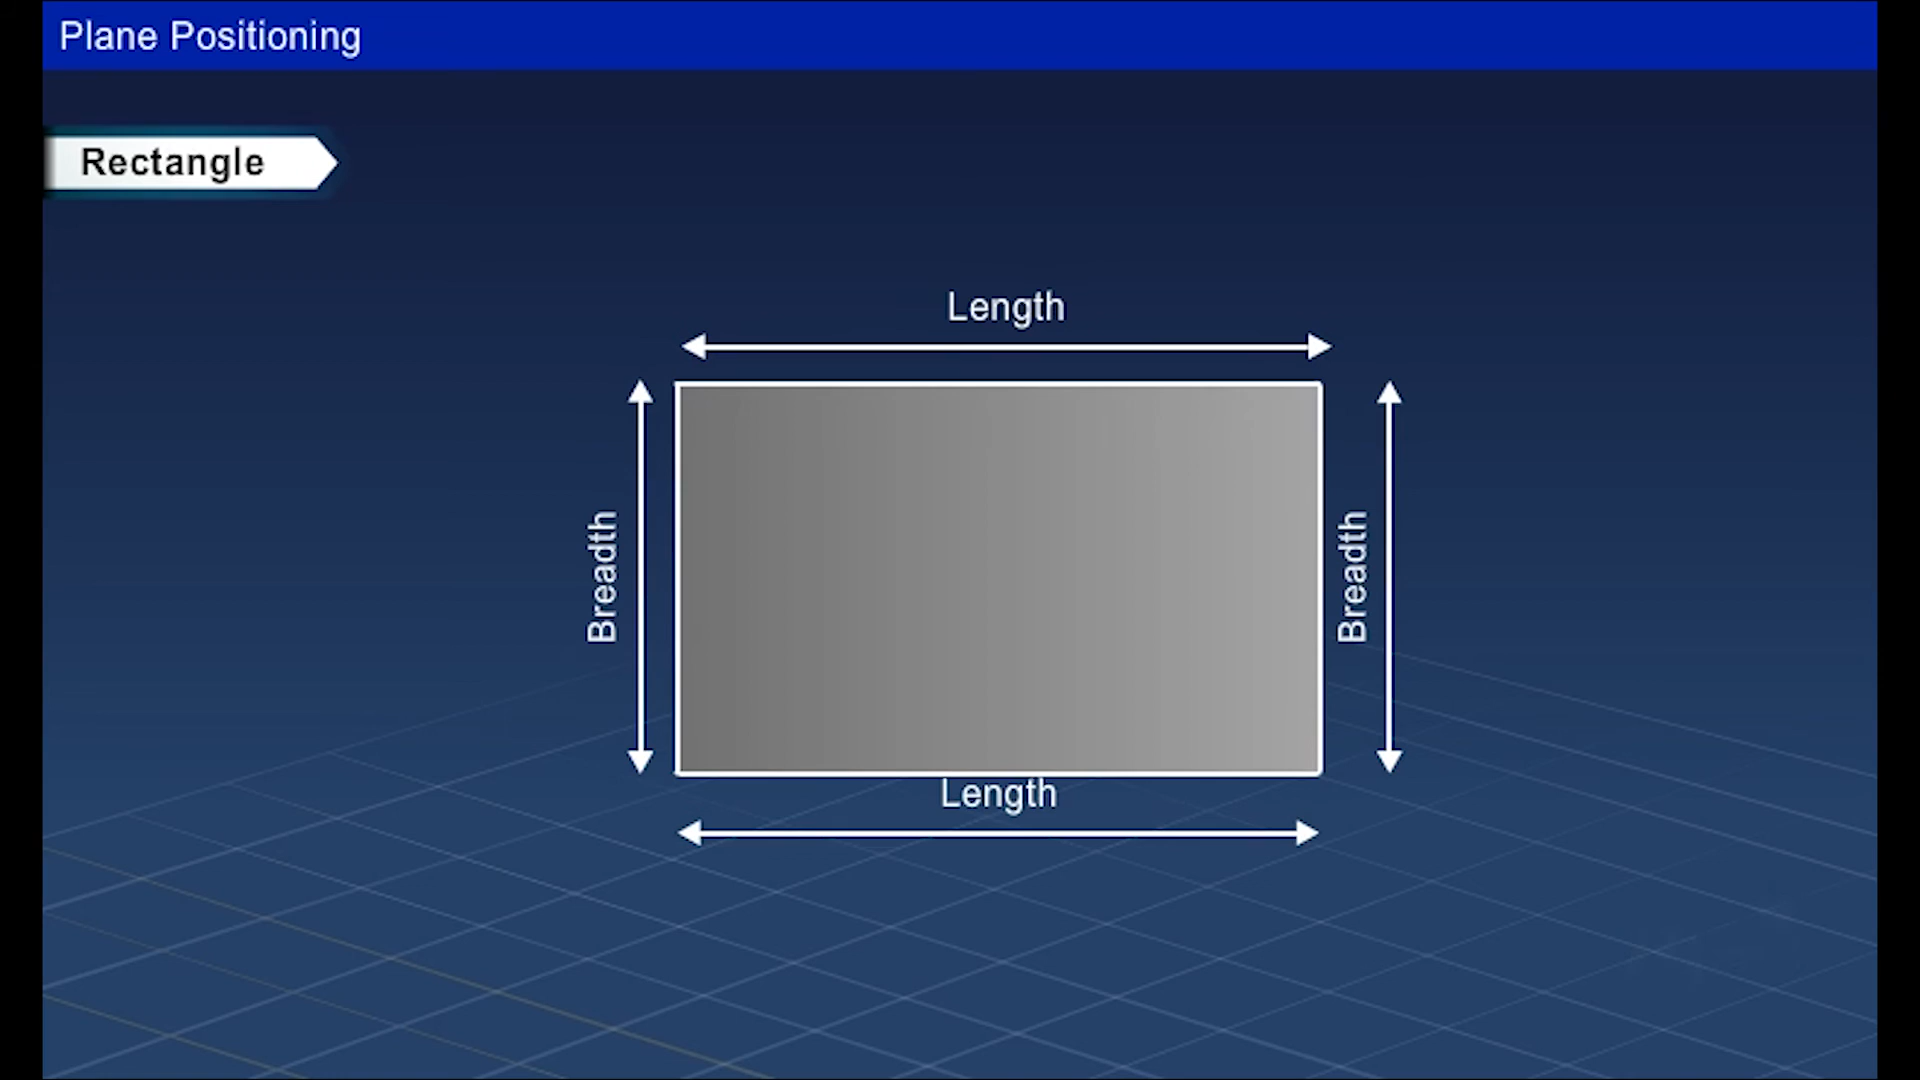 Plane Positioning
Rectangle
Length
Breadth
Breadth
Length